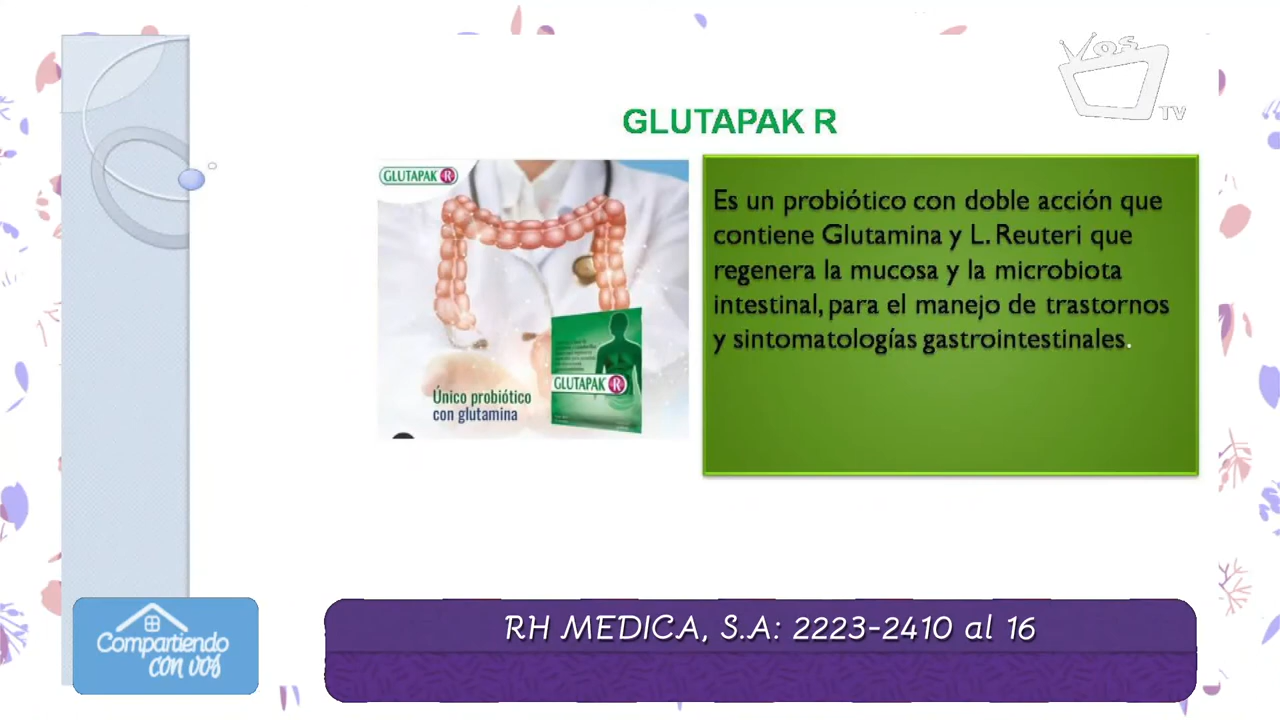 VOS
TV
GLUTAPAK R
GLUTAPAK R
Es un probiótico con doble acción que
contiene Glutamina y L. Reuteri que
regenera la mucosa y la microbiota
intestinal, para el manejo de trastornos
y sintomatologías gastrointestinales.
GLUTAPAK R
Único probiótico
con glutamina
RH MEDICA, S.A: 2223-2410 al 16
Compartiendo
con vos